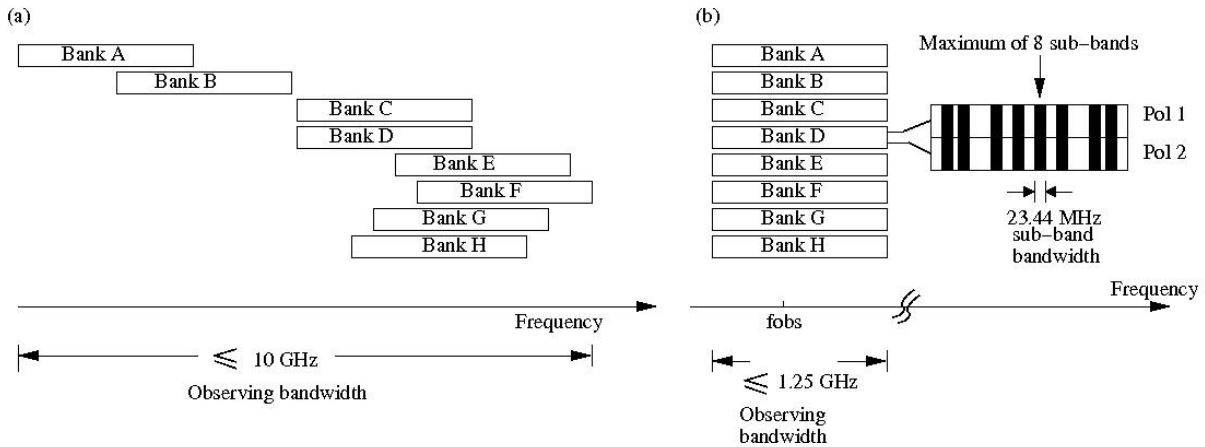 (a)
Bank A
Bank B
Bank C
Bank D
Bank E
Bank F
Bank G
Bank H
Frequency
≤ 10 GHz
Observing bandwidth
(b)
Bank A
Bank B
Bank C
Bank D
Bank E
Bank F
Bank G
Bank H
Maximum of 8 sub-bands
Pol 1
Pol 2
23.44 MHz
sub-band
bandwidth
Frequency
fobs
≤ 1.25 GHz
Observing
bandwidth